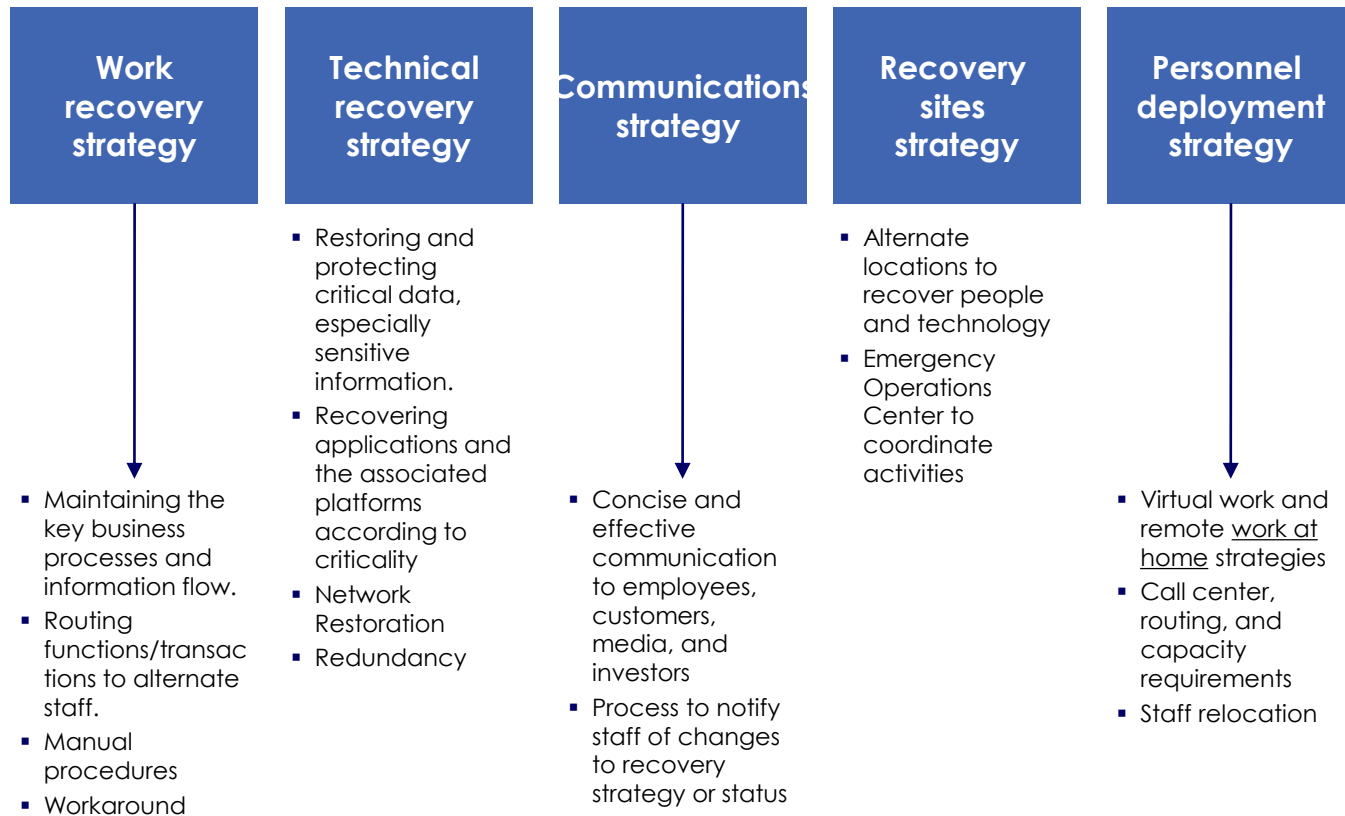 Work
recovery
strategy
Technical
recovery
strategy
Communications
strategy
Recovery
sites
strategy
Personnel
deployment
strategy
▪ Maintaining the
key business
processes and
information flow.
▪ Routing
functions/transac
tions to alternate
staff.
▪ Manual
procedures
▪ Workaround
▪ Restoring and
protecting
critical data,
especially
sensitive
information.
▪ Recovering
applications and
the associated
platforms
according to
criticality
▪ Network
Restoration
▪ Redundancy
▪ Concise and
effective
communication
to employees,
customers,
media, and
investors
▪ Process to notify
staff of changes
to recovery
strategy or status
▪ Alternate
locations to
recover people
and technology
▪ Emergency
Operations
Center to
coordinate
activities
▪ Virtual work and
remote work at
home strategies
▪ Call center,
routing, and
capacity
requirements
▪ Staff relocation